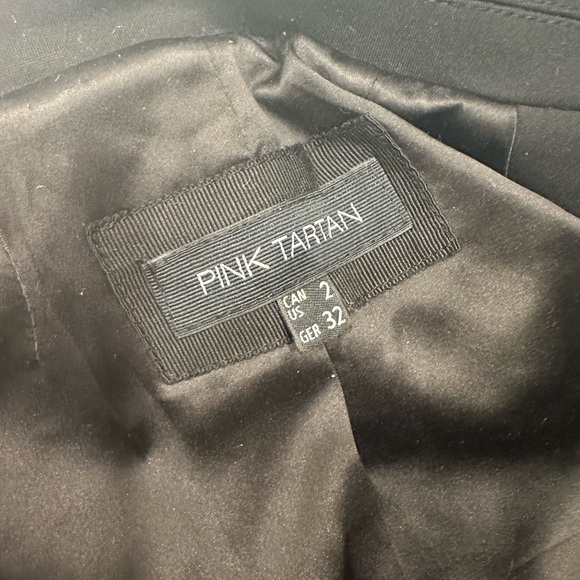 PINK TARTAN
CAN 2
US
GER 32